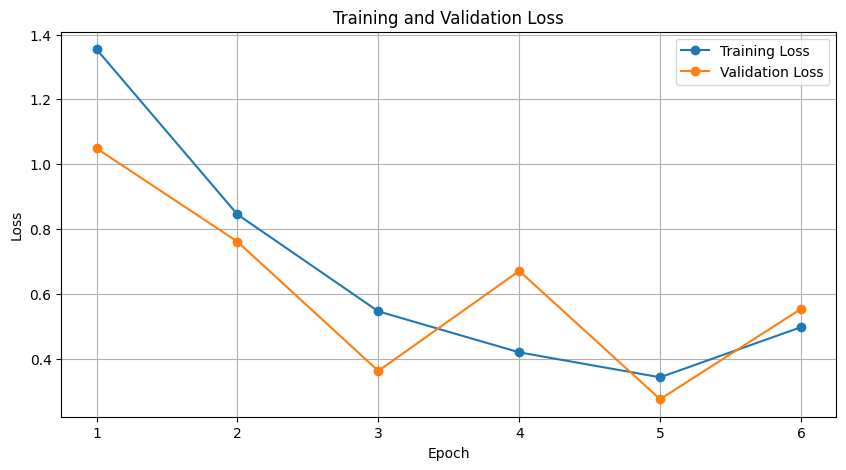 Training and Validation Loss
Training Loss
Validation Loss
Loss
1.4
1.2
1.0
0.8
0.6
0.4
1 2 3 4 5 6
Epoch